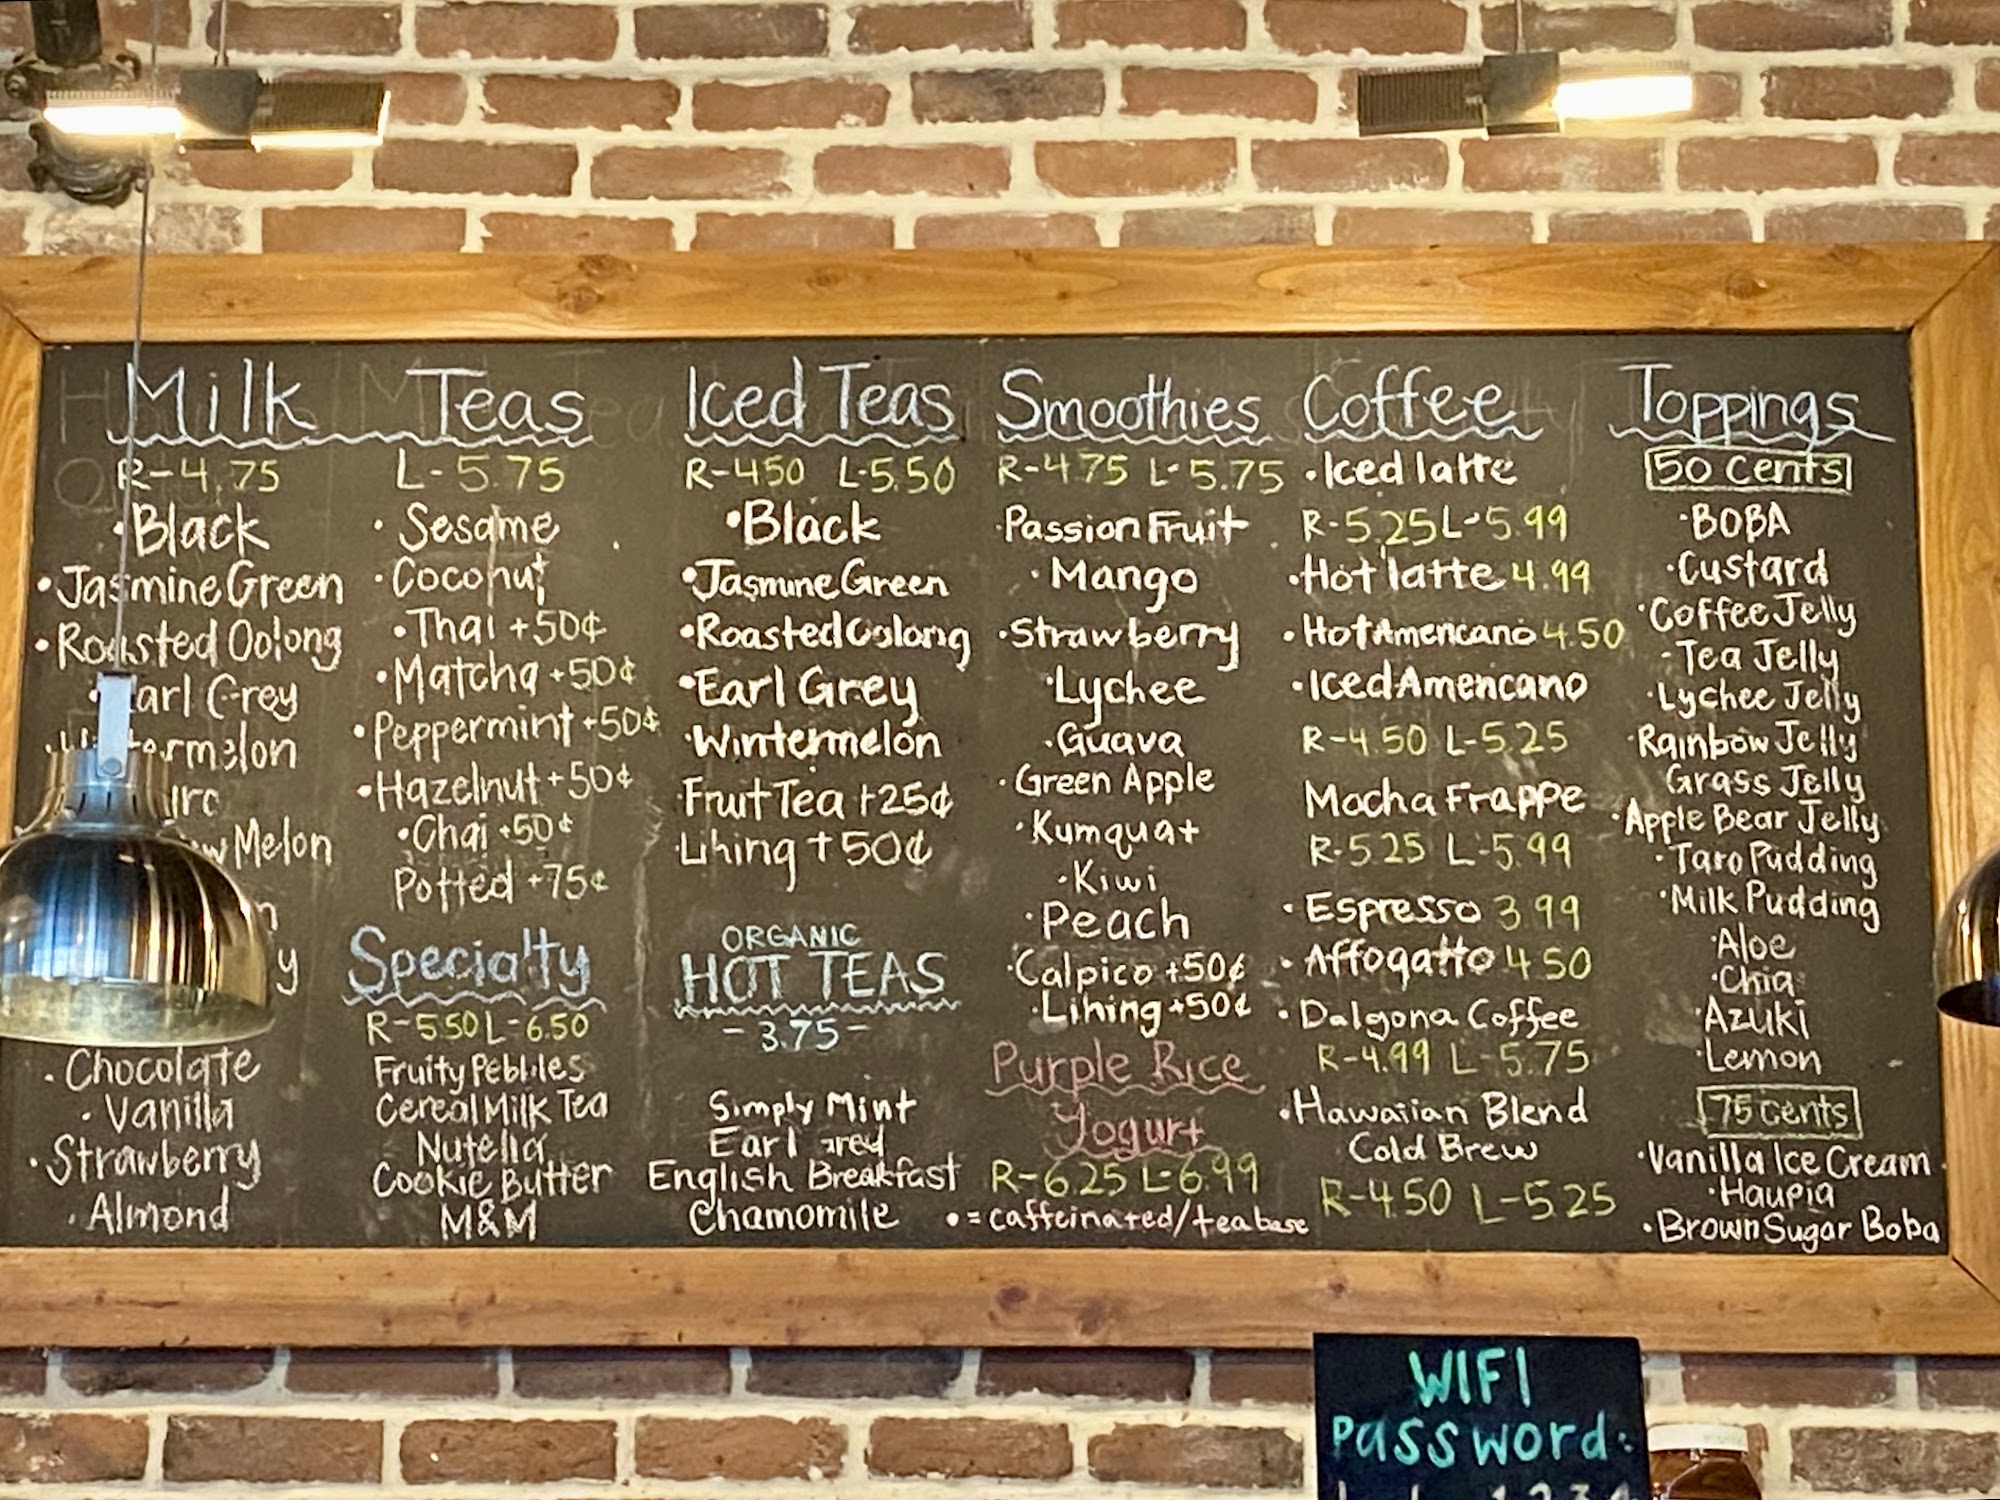 Milk Teas
R-4.75 L-5.75
•Black
•Jasmine Green
•Roasted Oolong
Grey
Melon
•Chocolate
•Vanilla
•Strawberry
•Almond
•Sesame
•Coconut
•Thai +50¢
•Matcha +50¢
•Peppermint +50¢
•Hazelnut +50¢
•Chai +50¢
Potted +75¢
Specialty
R-5.50 L-6.50
Fruity Pebbles
Cereal Milk Tea
Nutella
Cookie Butter
M&M
Iced Teas
R-450 L-5.50
•Black
•Jasmine Green
•Roasted Oolong
•Earl Grey
•Wintermelon
Fruit Tea +25¢
Lihing +50¢
ORGANIC
HOT TEAS
-3.75-
Simply Mint
Earl
English Breakfast
Chamomile
Smoothies
R-4.75 L-5.75
•Passion Fruit
•Mango
•Strawberry
•Lychee
•Guava
•Green Apple
•Kumquat
•Kiwi
•Peach
•Calpico +50¢
•Lihing +50¢
Purple Rice
Yogurt
R-6.25 L-6.99
• = caffeinated/tea base
Coffee
•Iced latte
R-5.25 L-5.99
•Hot latte 4.99
•Hot Americano 4.50
•Iced Americano
R-4.50 L-5.25
Mocha Frappe
R-5.25 L-5.99
•Espresso 3.99
•Affogatto 4.50
•Dalgona Coffee
R-4.99 L-5.75
•Hawaiian Blend
Cold Brew
R-4.50 L-5.25
Toppings
50 Cents
•BOBA
•Custard
•Coffee Jelly
•Tea Jelly
•Lychee Jelly
•Rainbow Jelly
Grass Jelly
•Apple Bear Jelly
•Taro Pudding
•Milk Pudding
•Aloe
•Chia
•Azuki
•Lemon
75 cents
•Vanilla Ice Cream
•Haupia
•Brown Sugar Boba
WIFI
Password: